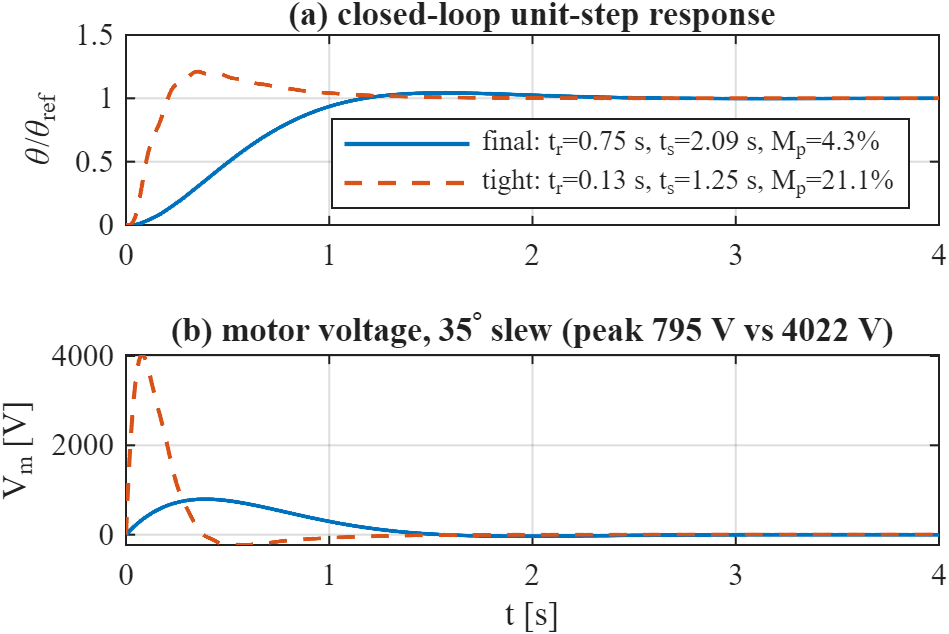 (a) closed-loop unit-step response
1.5
1
0.5
0
θ/θref
final: tr=0.75 s, ts=2.09 s, Mp=4.3%
tight: tr=0.13 s, ts=1.25 s, Mp=21.1%
0 1 2 3 4
(b) motor voltage, 35° slew (peak 795 V vs 4022 V)
4000
2000
0
Vm [V]
0 1 2 3 4
t [s]